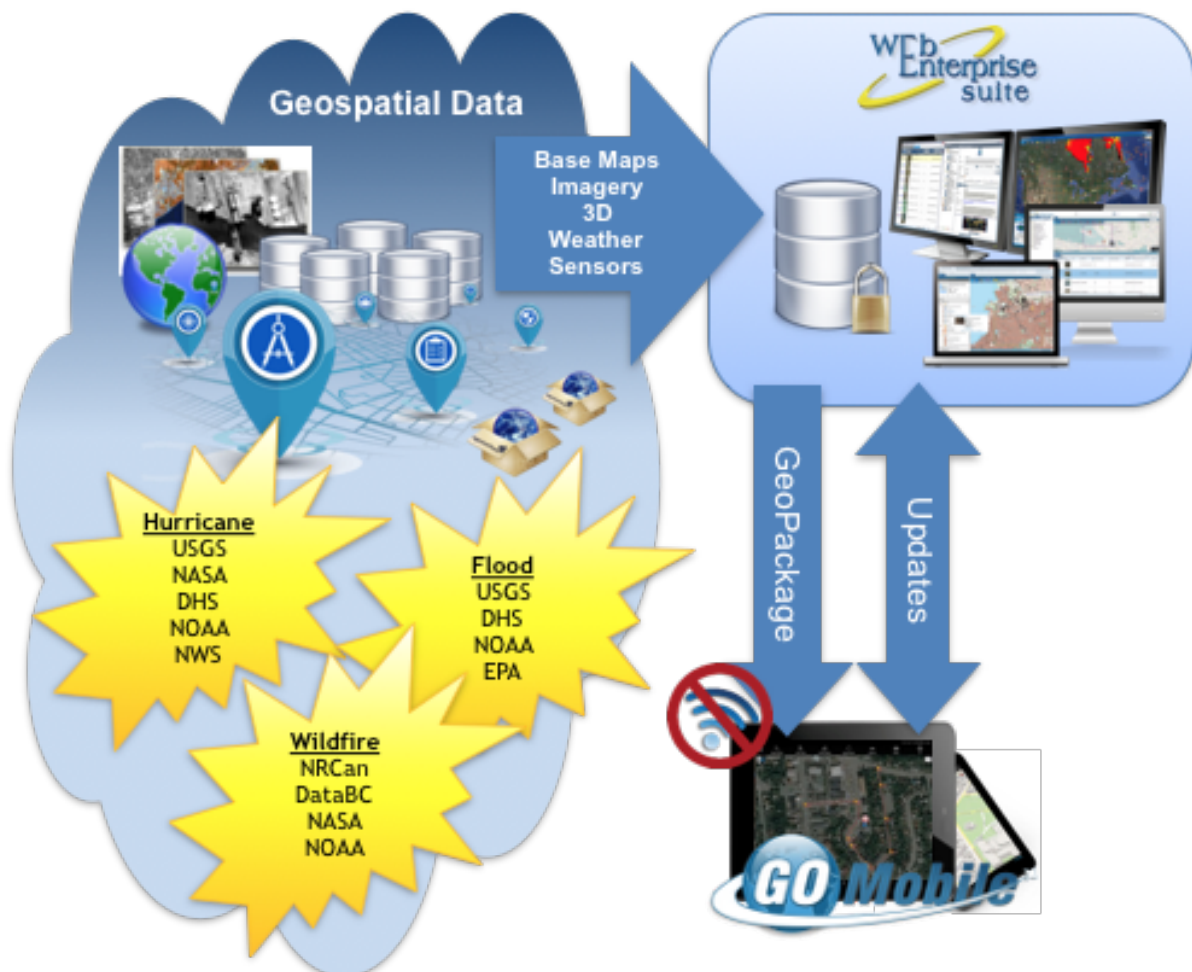 Geospatial Data
Base Maps
Imagery
3D
Weather
Sensors
WEb
Enterprise
suite
Hurricane
USGS
NASA
DHS
NOAA
NWS
Flood
USGS
DHS
NOAA
EPA
Wildfire
NRCan
DataBC
NASA
NOAA
GeoPackage
Updates
GO Mobile